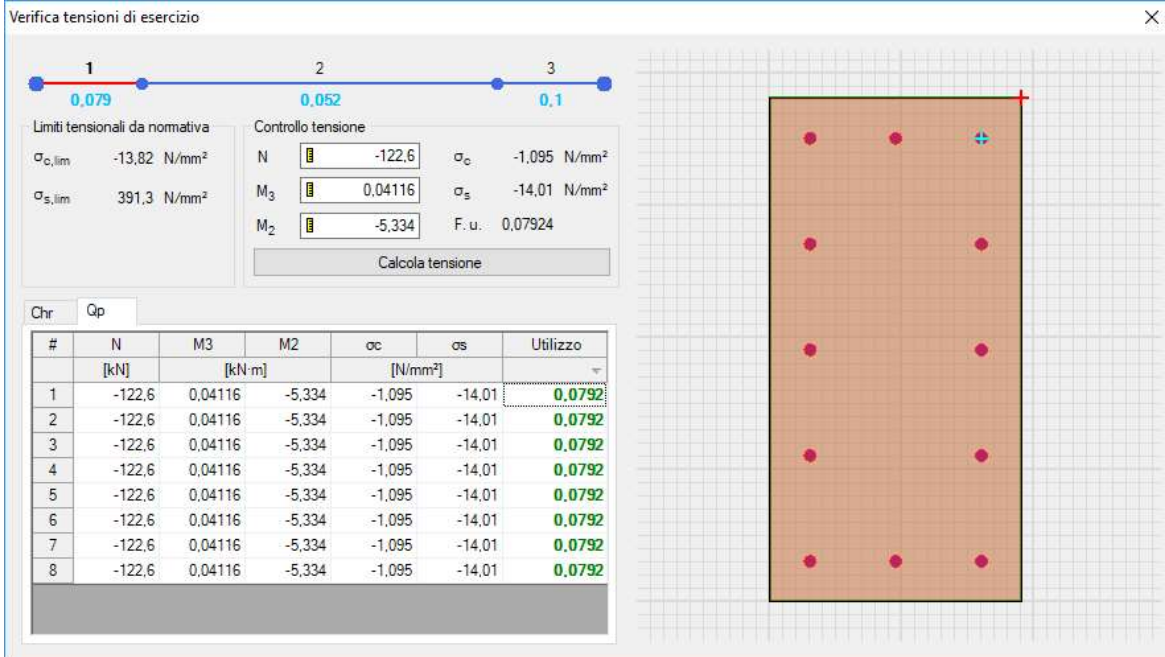 Verifica tensioni di esercizio
1 2 3
0,079 0,052 0,1
Limiti tensionali da normativa
σc,lim -13,82 N/mm²
σs,lim 391,3 N/mm²
Controllo tensione
N -122,6 σc -1,095 N/mm²
M3 0,04116 σs -14,01 N/mm²
M2 -5,334 F. u. 0,07924
Calcola tensione
Chr Qp
# N M3 M2 σc σs Utilizzo
[kN] [kN·m] [N/mm²]
1 -122,6 0,04116 -5,334 -1,095 -14,01 0,0792
2 -122,6 0,04116 -5,334 -1,095 -14,01 0,0792
3 -122,6 0,04116 -5,334 -1,095 -14,01 0,0792
4 -122,6 0,04116 -5,334 -1,095 -14,01 0,0792
5 -122,6 0,04116 -5,334 -1,095 -14,01 0,0792
6 -122,6 0,04116 -5,334 -1,095 -14,01 0,0792
7 -122,6 0,04116 -5,334 -1,095 -14,01 0,0792
8 -122,6 0,04116 -5,334 -1,095 -14,01 0,0792